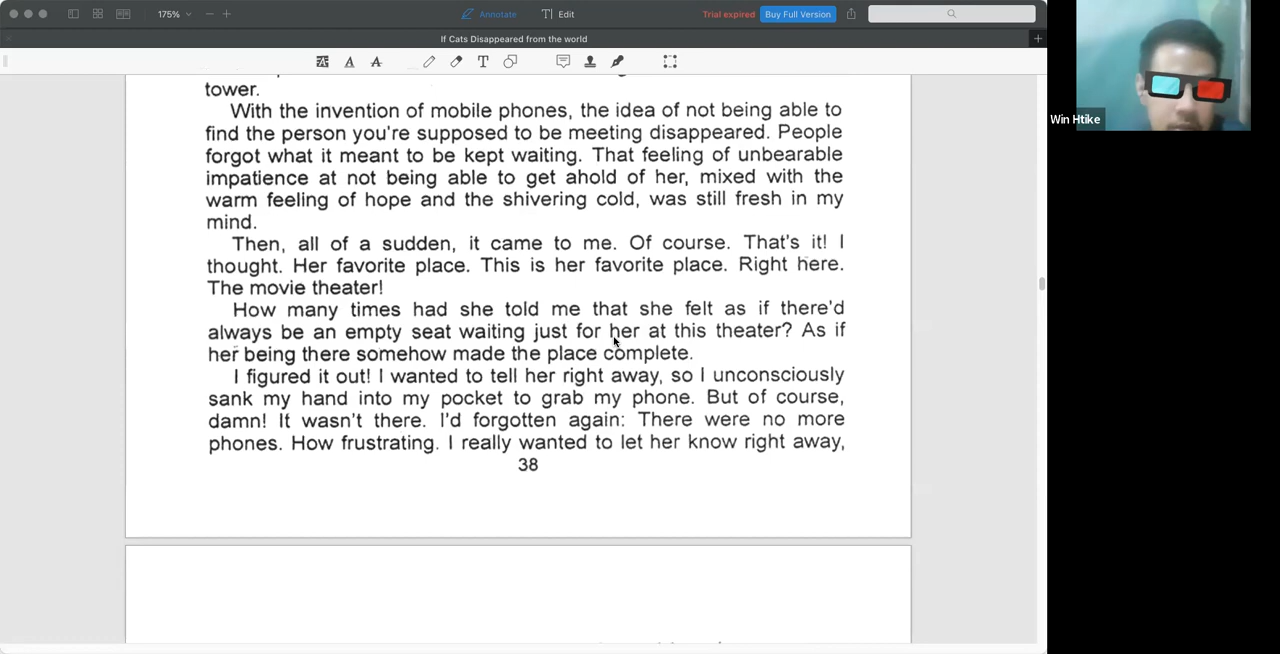 175%
Annotate
Edit
Trial expired
Buy Full Version
If Cats Disappeared from the world
tower.
With the invention of mobile phones, the idea of not being able to
find the person you're supposed to be meeting disappeared. People
forgot what it meant to be kept waiting. That feeling of unbearable
impatience at not being able to get ahold of her, mixed with the
warm feeling of hope and the shivering cold, was still fresh in my
mind.
Then, all of a sudden, it came to me. Of course. That's it! I
thought. Her favorite place. This is her favorite place. Right here.
The movie theater!
How many times had she told me that she felt as if there'd
always be an empty seat waiting just for her at this theater? As if
her being there somehow made the place complete.
I figured it out! I wanted to tell her right away, so I unconsciously
sank my hand into my pocket to grab my phone. But of course,
damn! It wasn't there. I'd forgotten again: There were no more
phones. How frustrating. I really wanted to let her know right away,
38
Win Htike